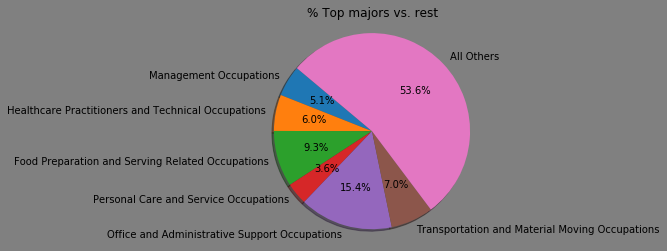 % Top majors vs. rest
All Others
Management Occupations
53.6%
5.1%
Healthcare Practitioners and Technical Occupations
6.0%
9.3%
Food Preparation and Serving Related Occupations
3.6%
15.4%
7.0%
Personal Care and Service Occupations
Office and Administrative Support Occupations
Transportation and Material Moving Occupations